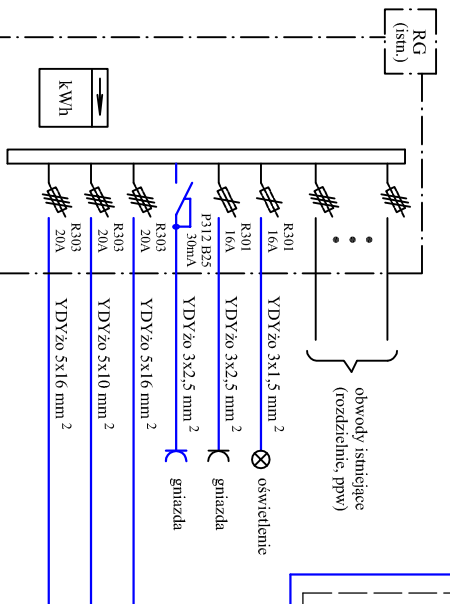 RG
(istn.)
kWh
R303
20A
R303
20A
R303
20A
P312 B25
30mA
R301
16A
R301
16A
YDYżo 5x16 mm 2
YDYżo 5x10 mm 2
YDYżo 5x16 mm 2
YDYżo 3x2,5 mm 2
YDYżo 3x2,5 mm 2
YDYżo 3x1,5 mm 2
gniazda
gniazda
oświetlenie
obwody istniejące
(rozdzielnie, ppw)